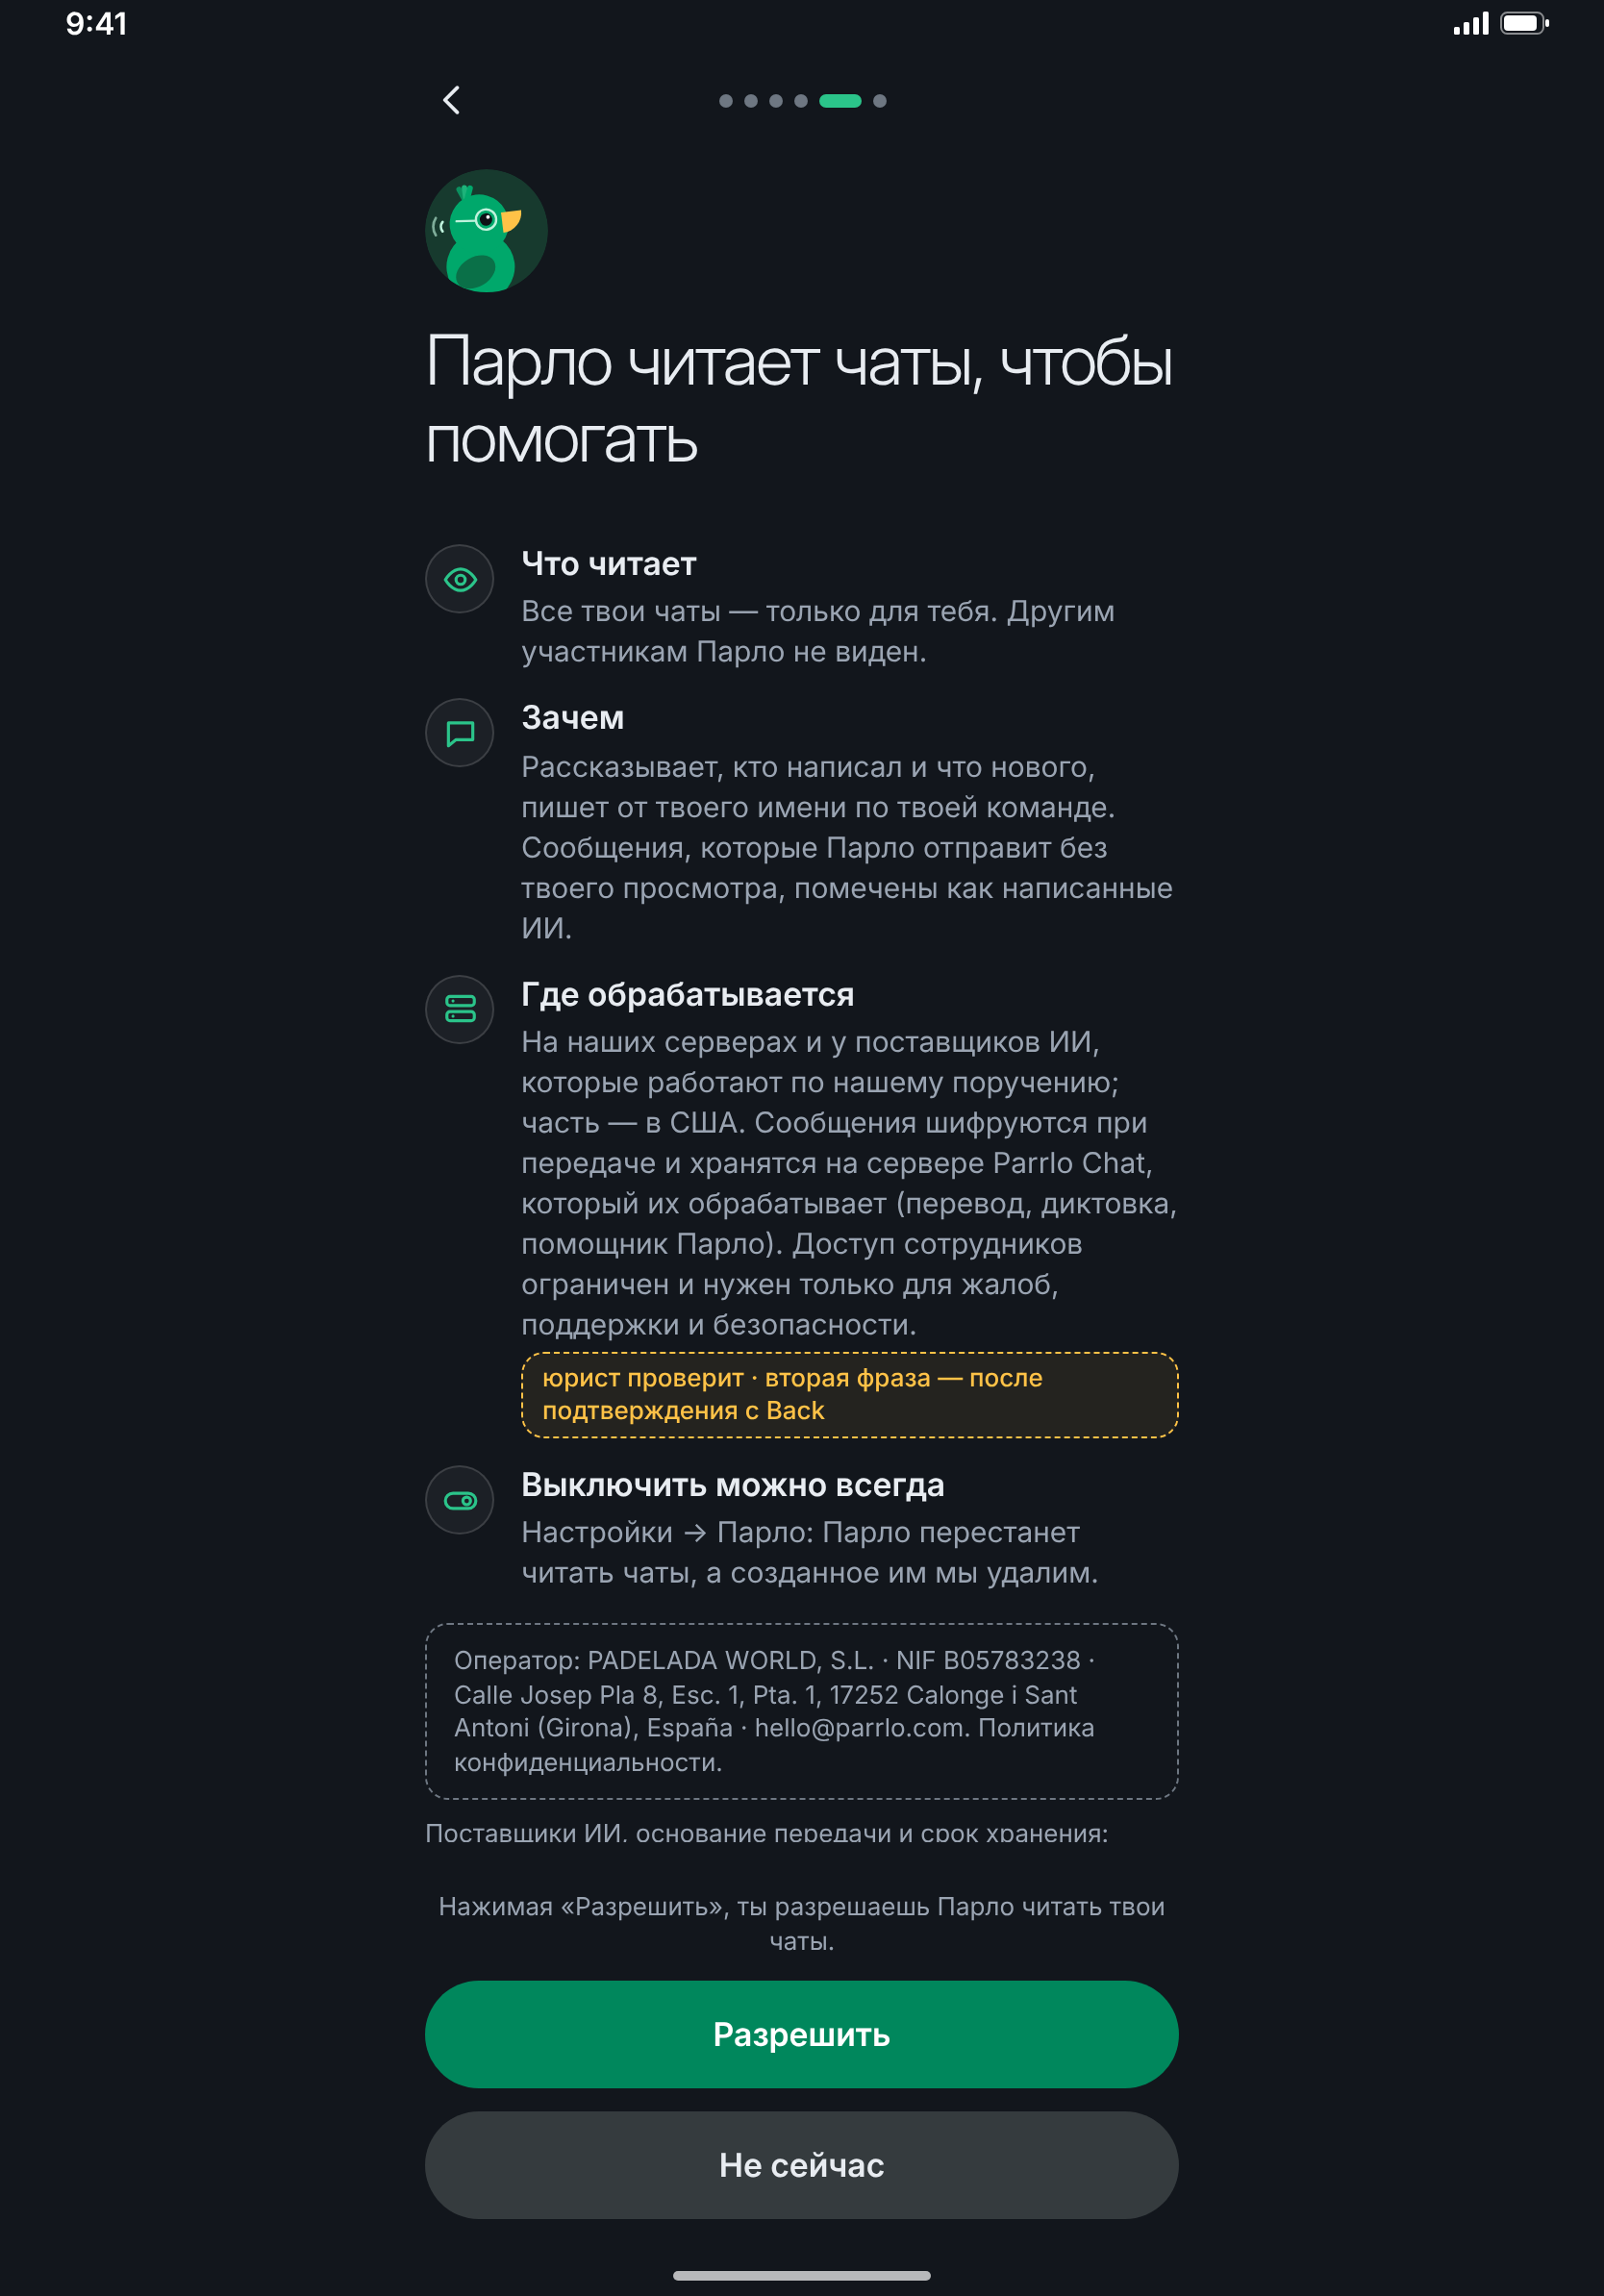 9:41
Парло читает чаты, чтобы
помогать
Что читает
Все твои чаты — только для тебя. Другим
участникам Парло не виден.
Зачем
Рассказывает, кто написал и что нового,
пишет от твоего имени по твоей команде.
Сообщения, которые Парло отправит без
твоего просмотра, помечены как написанные
ИИ.
Где обрабатывается
На наших серверах и у поставщиков ИИ,
которые работают по нашему поручению;
часть — в США. Сообщения шифруются при
передаче и хранятся на сервере Parrlo Chat,
который их обрабатывает (перевод, диктовка,
помощник Парло). Доступ сотрудников
ограничен и нужен только для жалоб,
поддержки и безопасности.
юрист проверит · вторая фраза — после
подтверждения с Back
Выключить можно всегда
Настройки → Парло: Парло перестанет
читать чаты, а созданное им мы удалим.
Оператор: PADELADA WORLD, S.L. · NIF B05783238 ·
Calle Josep Pla 8, Esc. 1, Pta. 1, 17252 Calonge i Sant
Antoni (Girona), España · hello@parrlo.com. Политика
конфиденциальности.
Поставщики ИИ, основание передачи и срок хранения:
Нажимая «Разрешить», ты разрешаешь Парло читать твои
чаты.
Разрешить
Не сейчас